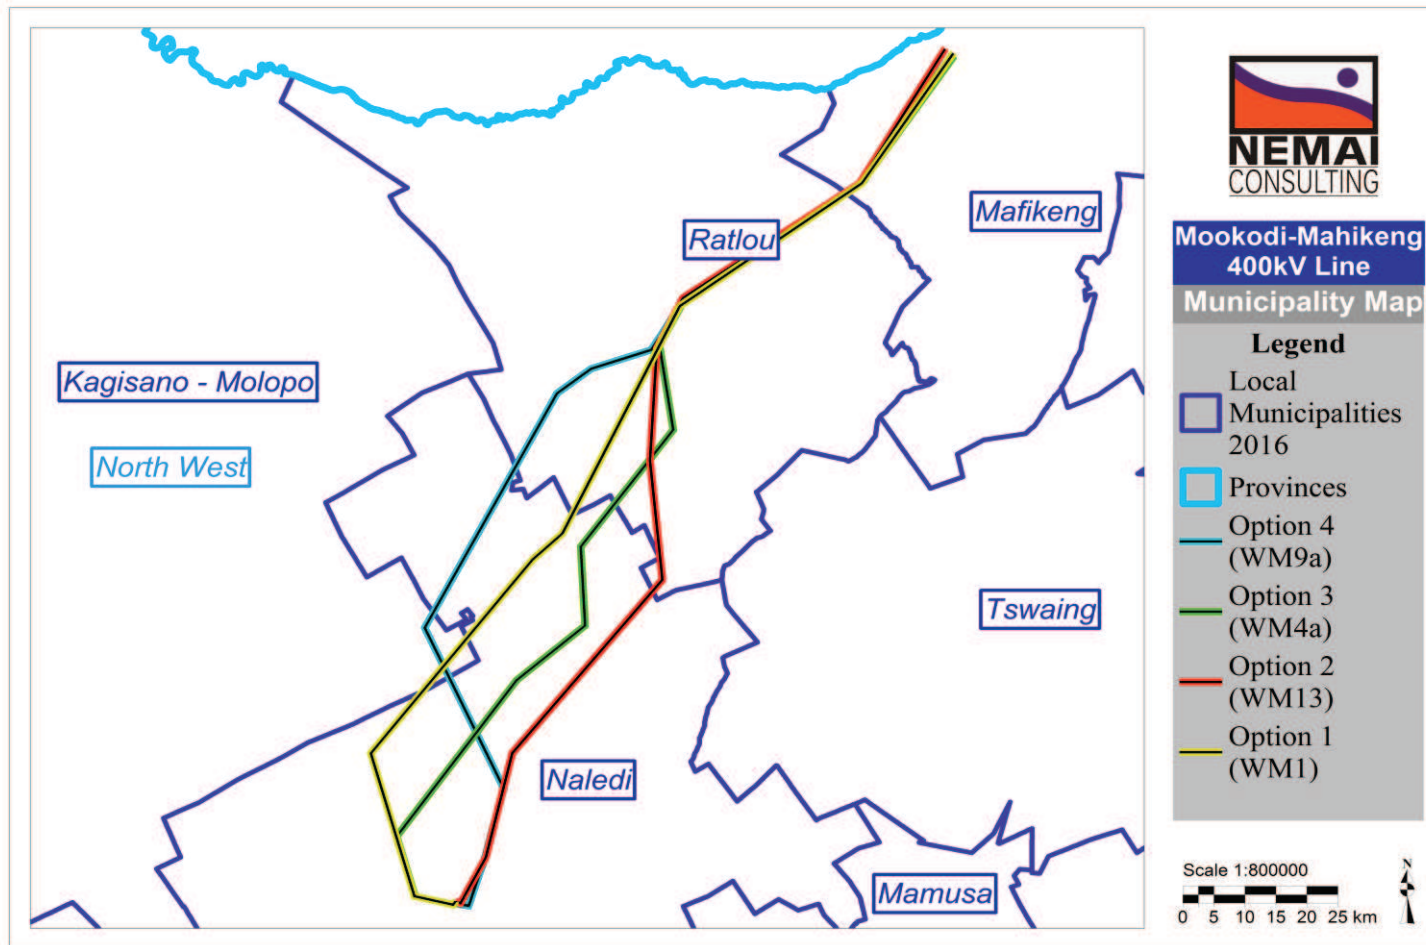 Ratlou
Mafikeng
Kagisano - Molopo
North West
Tswaing
Naledi
Mamusa
NEMAI
CONSULTING
Mookodi-Mahikeng
400kV Line
Municipality Map
Legend
Local
Municipalities
2016
Provinces
Option 4
(WM9a)
Option 3
(WM4a)
Option 2
(WM13)
Option 1
(WM1)
Scale 1:800000
0 5 10 15 20 25 km
N